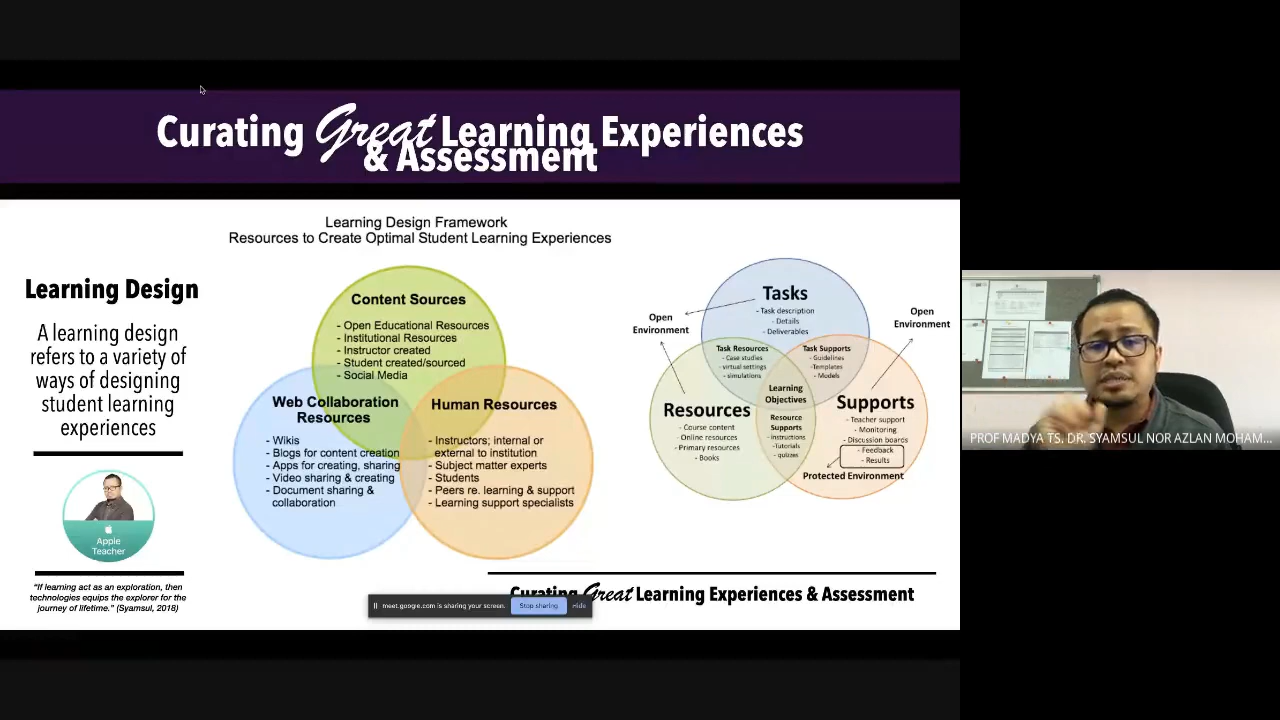 Curating Great Learning Experiences
& Assessment
Learning Design Framework
Resources to Create Optimal Student Learning Experiences
Learning Design
A learning design
refers to a variety of
ways of designing
student learning
experiences
Apple
Teacher
"If learning act as an exploration, then
technologies equips the explorer for the
journey of lifetime." (Syamsul, 2018)
Content Sources
- Open Educational Resources
- Institutional Resources
- Instructor created
- Student created/sourced
- Social Media
Web Collaboration
Resources
- Wikis
- Blogs for content creation
- Apps for creating, sharing
- Video sharing & creating
- Document sharing &
collaboration
Human Resources
- Instructors; internal or
external to institution
- Subject matter experts
- Students
- Peers re. learning & support
- Learning support specialists
Tasks
- Task description
- Details
- Deliverables
Open
Environment
Open
Environment
Task Resources
- Case studies
- virtual settings
- simulations
Task Supports
- Guidelines
-Templates
- Models
Learning
Objectives
Resources
- Course content
- Online resources
- Primary resources
- Books
Resource
Supports
- Instructions
-Tutorials
- quizzes
Supports
- Teacher support
- Monitoring
- Discussion boards
- Feedback
- Results
Protected Environment
Curating Great Learning Experiences & Assessment
meet.google.com is sharing your screen.
Stop sharing
Hide
PROF MADYA TS. DR. SYAMSUL NOR AZLAN MOHAM...